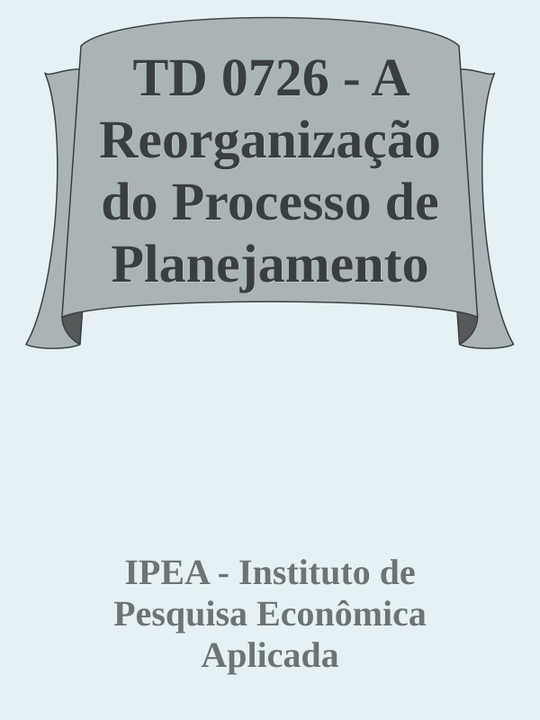 TD 0726 - A
Reorganização
do Processo de
Planejamento
IPEA - Instituto de
Pesquisa Econômica
Aplicada